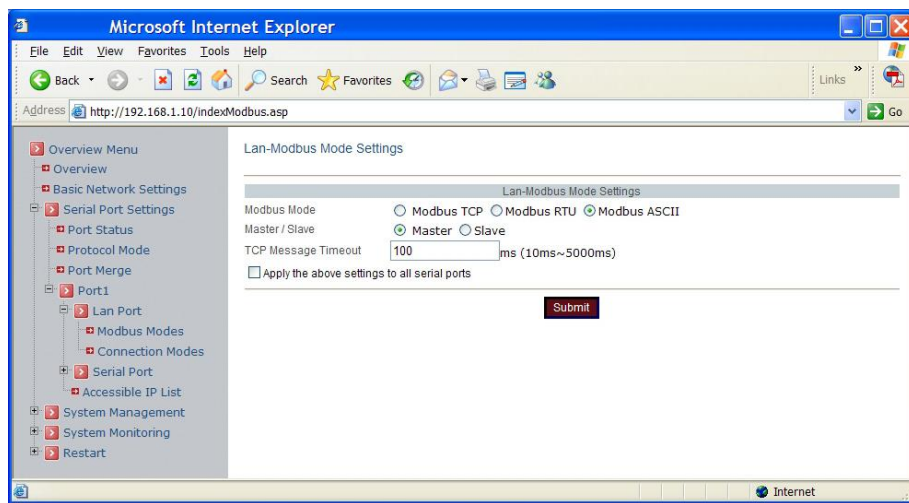 Microsoft Internet Explorer
File Edit View Favorites Tools Help
Back Search Favorites Links »
Address http://192.168.1.10/indexModbus.asp Go
Overview Menu
Overview
Basic Network Settings
Serial Port Settings
Port Status
Protocol Mode
Port Merge
Port1
Lan Port
Modbus Modes
Connection Modes
Serial Port
Accessible IP List
System Management
System Monitoring
Restart
Lan-Modbus Mode Settings
Lan-Modbus Mode Settings
Modbus Mode Modbus TCP Modbus RTU Modbus ASCII
Master / Slave Master Slave
TCP Message Timeout 100 ms (10ms~5000ms)
Apply the above settings to all serial ports
Submit
Internet